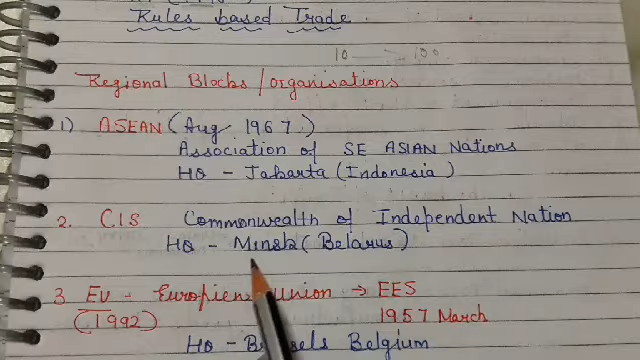 Rules based Trade
10 100
Regional Blocks/organisations
1) ASEAN (Aug 1967)
Association of SE ASIAN Nations
HQ - Jakarta (Indonesia)
2. CIS Commonwealth of Independent Nation
HQ - Minsk (Belarus)
3 EU - Europien union → EES
(1992) 1957 March
HQ - Brussels Belgium